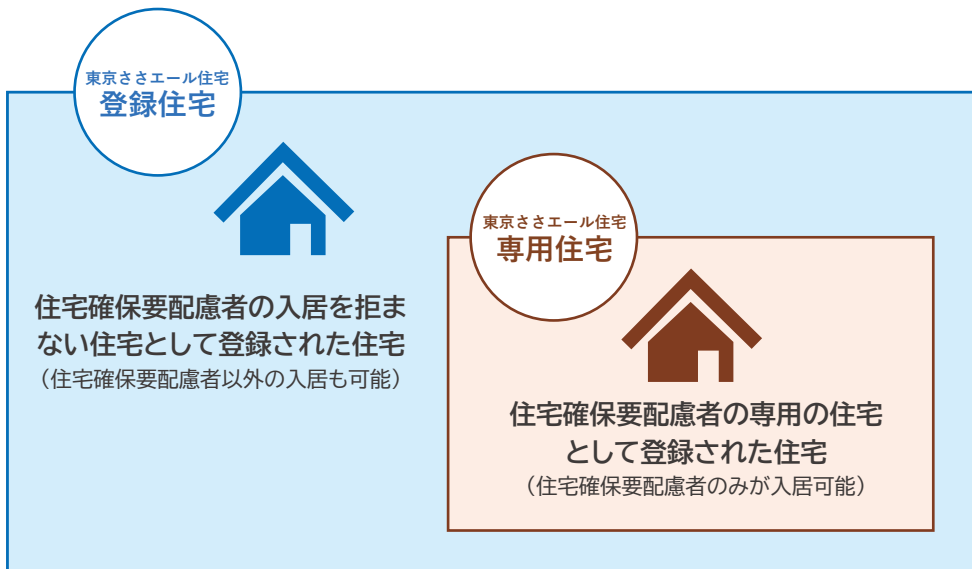 東京ささエール住宅
登録住宅
住宅確保要配慮者の入居を拒ま
ない住宅として登録された住宅
（住宅確保要配慮者以外の入居も可能）
東京ささエール住宅
専用住宅
住宅確保要配慮者の専用の住宅
として登録された住宅
（住宅確保要配慮者のみが入居可能）